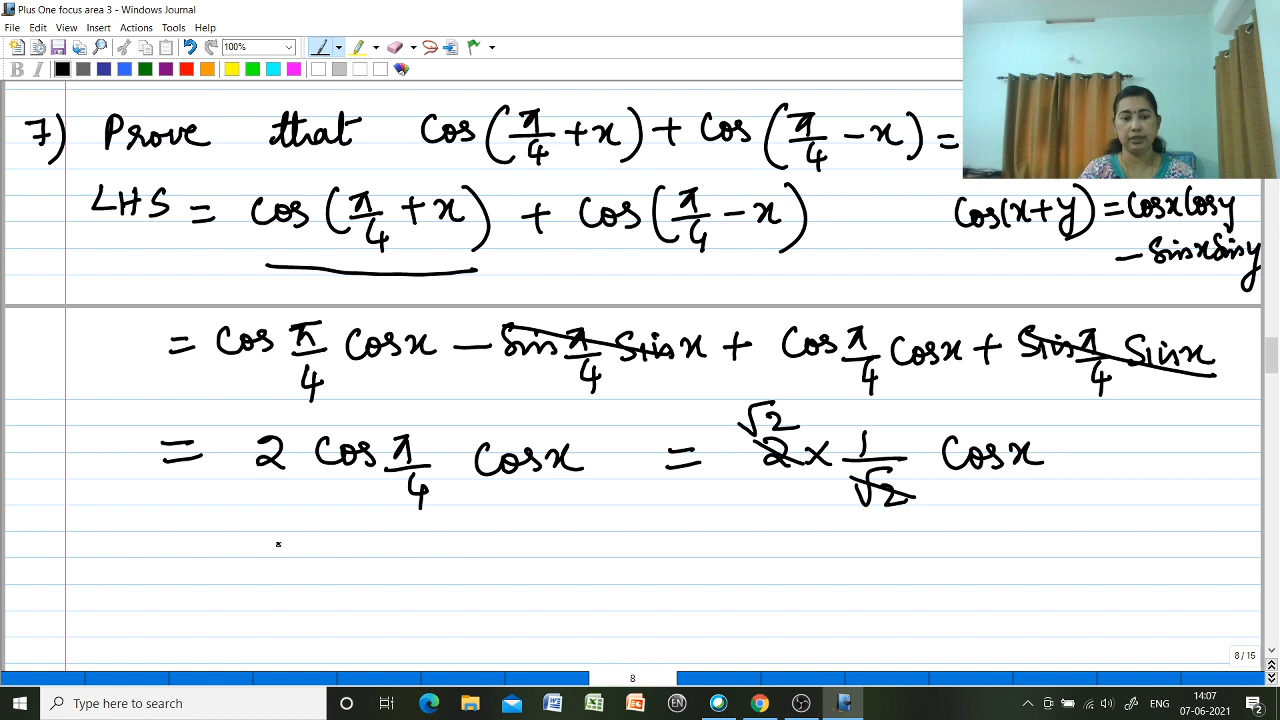 Plus One focus area 3 - Windows Journal
File Edit View Insert Actions Tools Help
100%
B I
7) Prove that cos(π/4 + x) + cos(π/4 - x) =
LHS = cos(π/4 + x) + cos(π/4 - x)
cos(x+y) = cosx cosy
- sinx siny
= cos π/4 cosx - sin π/4 sinx + cos π/4 cosx + sin π/4 sinx
√2
= 2 cos π/4 cosx = 2 × 1/√2 cosx
8 / 15
8
Type here to search
EN
ENG
14:07
07-06-2021
2